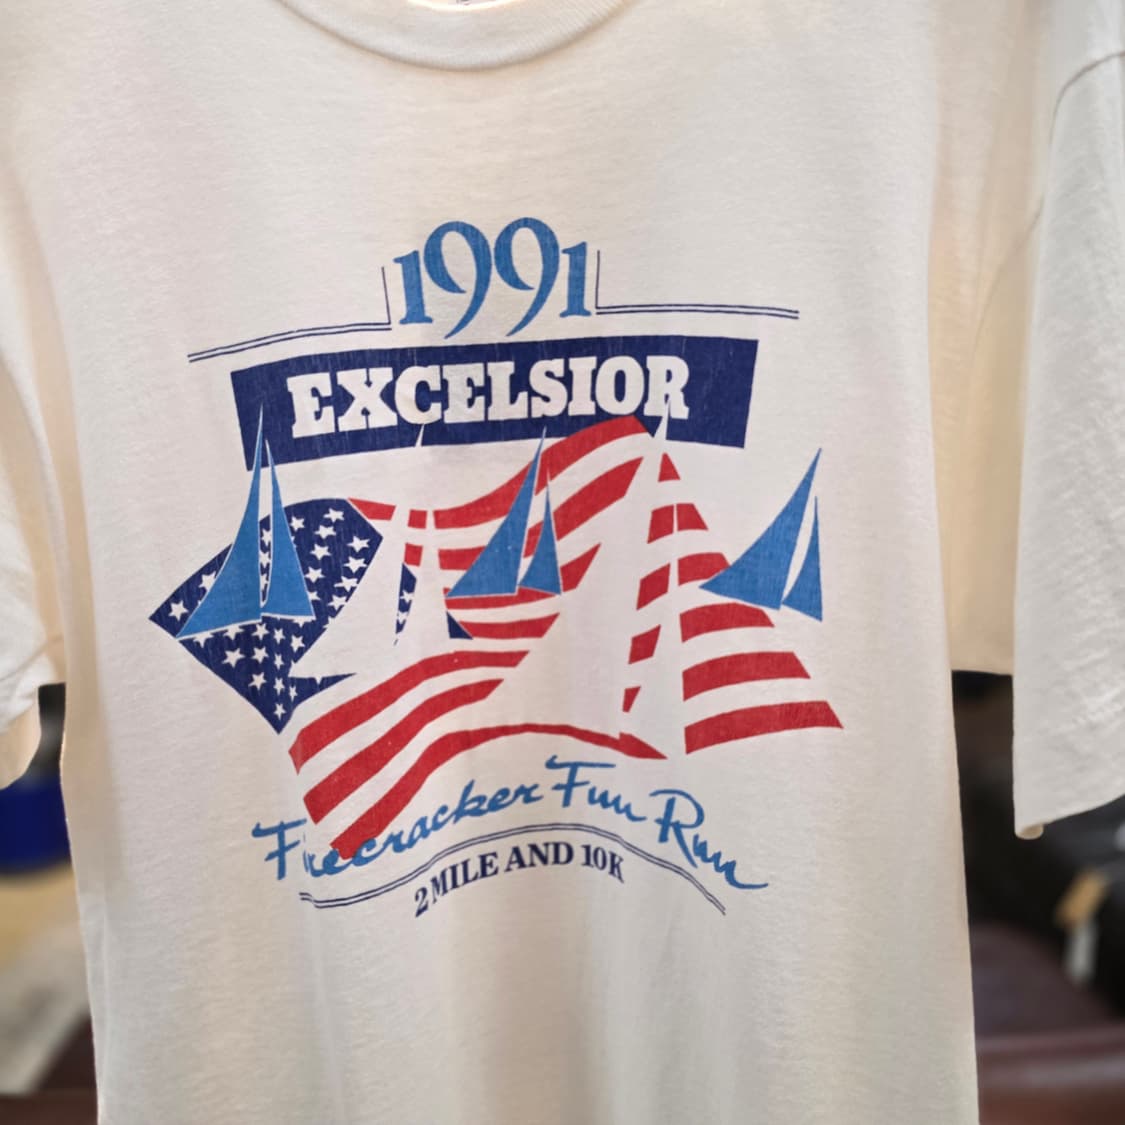 1991
EXCELSIOR
Firecracker Fun Run
2 MILE AND 10K